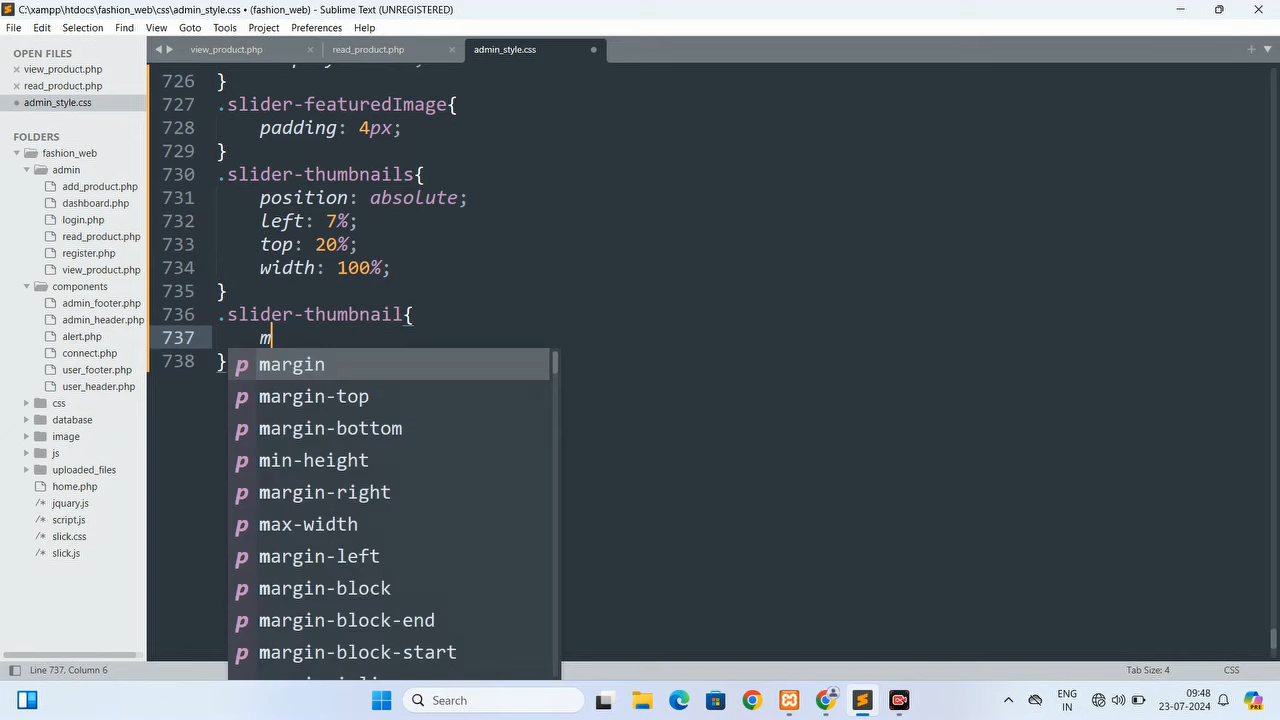 C:\xampp\htdocs\fashion_web\css\admin_style.css • (fashion_web) - Sublime Text (UNREGISTERED)
File Edit Selection Find View Goto Tools Project Preferences Help
OPEN FILES
view_product.php
read_product.php
admin_style.css
FOLDERS
fashion_web
admin
add_product.php
dashboard.php
login.php
read_product.php
register.php
view_product.php
components
admin_footer.php
admin_header.php
alert.php
connect.php
user_footer.php
user_header.php
css
database
image
js
uploaded_files
home.php
jquary.js
script.js
slick.css
slick.js
view_product.php read_product.php admin_style.css
726 }
727 .slider-featuredImage{
728 padding: 4px;
729 }
730 .slider-thumbnails{
731 position: absolute;
732 left: 7%;
733 top: 20%;
734 width: 100%;
735 }
736 .slider-thumbnail{
737 m
738 }
p margin
p margin-top
p margin-bottom
p min-height
p margin-right
p max-width
p margin-left
p margin-block
p margin-block-end
p margin-block-start
Line 737, Column 6 Tab Size: 4 CSS
Search
ENG
IN
09:48
23-07-2024